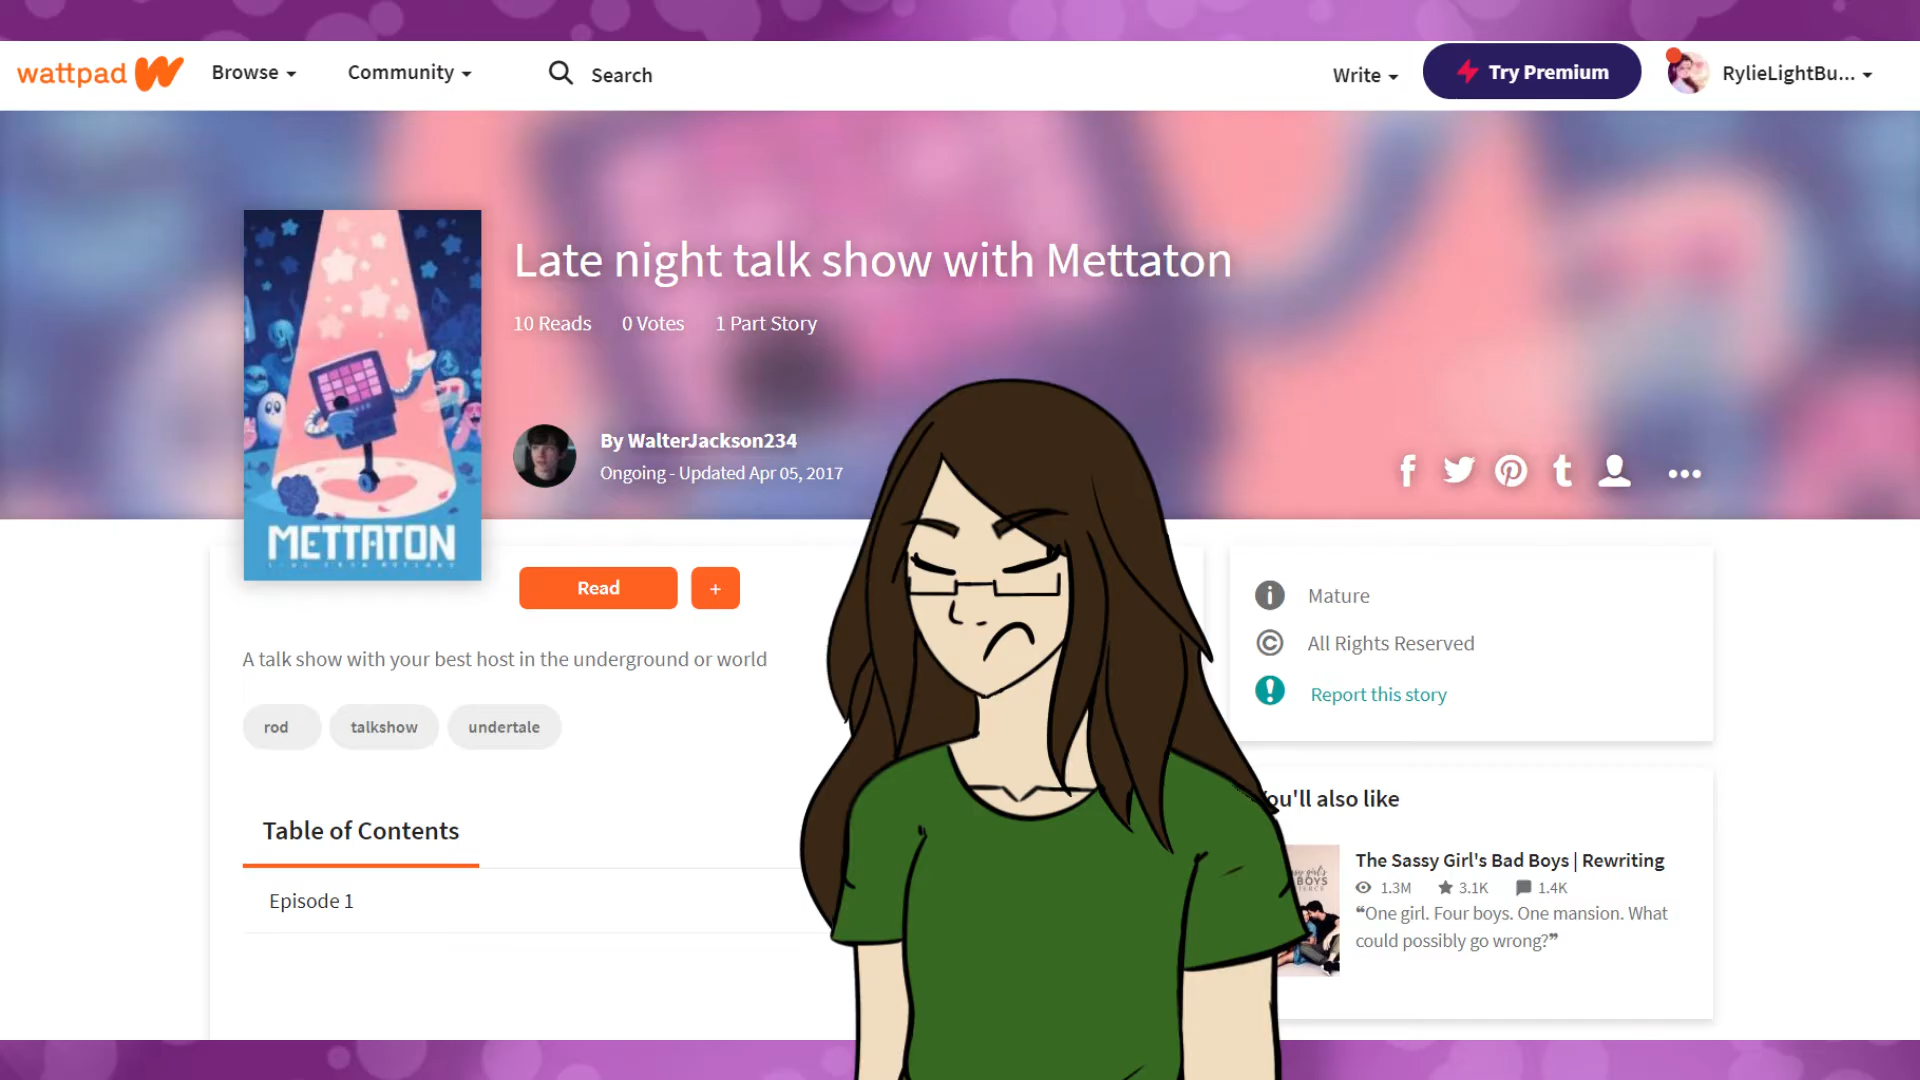 wattpad
Browse
Community
Search
Write
Try Premium
RylieLightBu...
Late night talk show with Mettaton
10 Reads 0 Votes 1 Part Story
By WalterJackson234
Ongoing - Updated Apr 05, 2017
METTATON
Read
+
Mature
All Rights Reserved
Report this story
A talk show with your best host in the underground or world
rod talkshow undertale
Table of Contents
Episode 1
ou'll also like
BOYS
The Sassy Girl's Bad Boys | Rewriting
1.3M 3.1K 1.4K
❝One girl. Four boys. One mansion. What
could possibly go wrong?❞